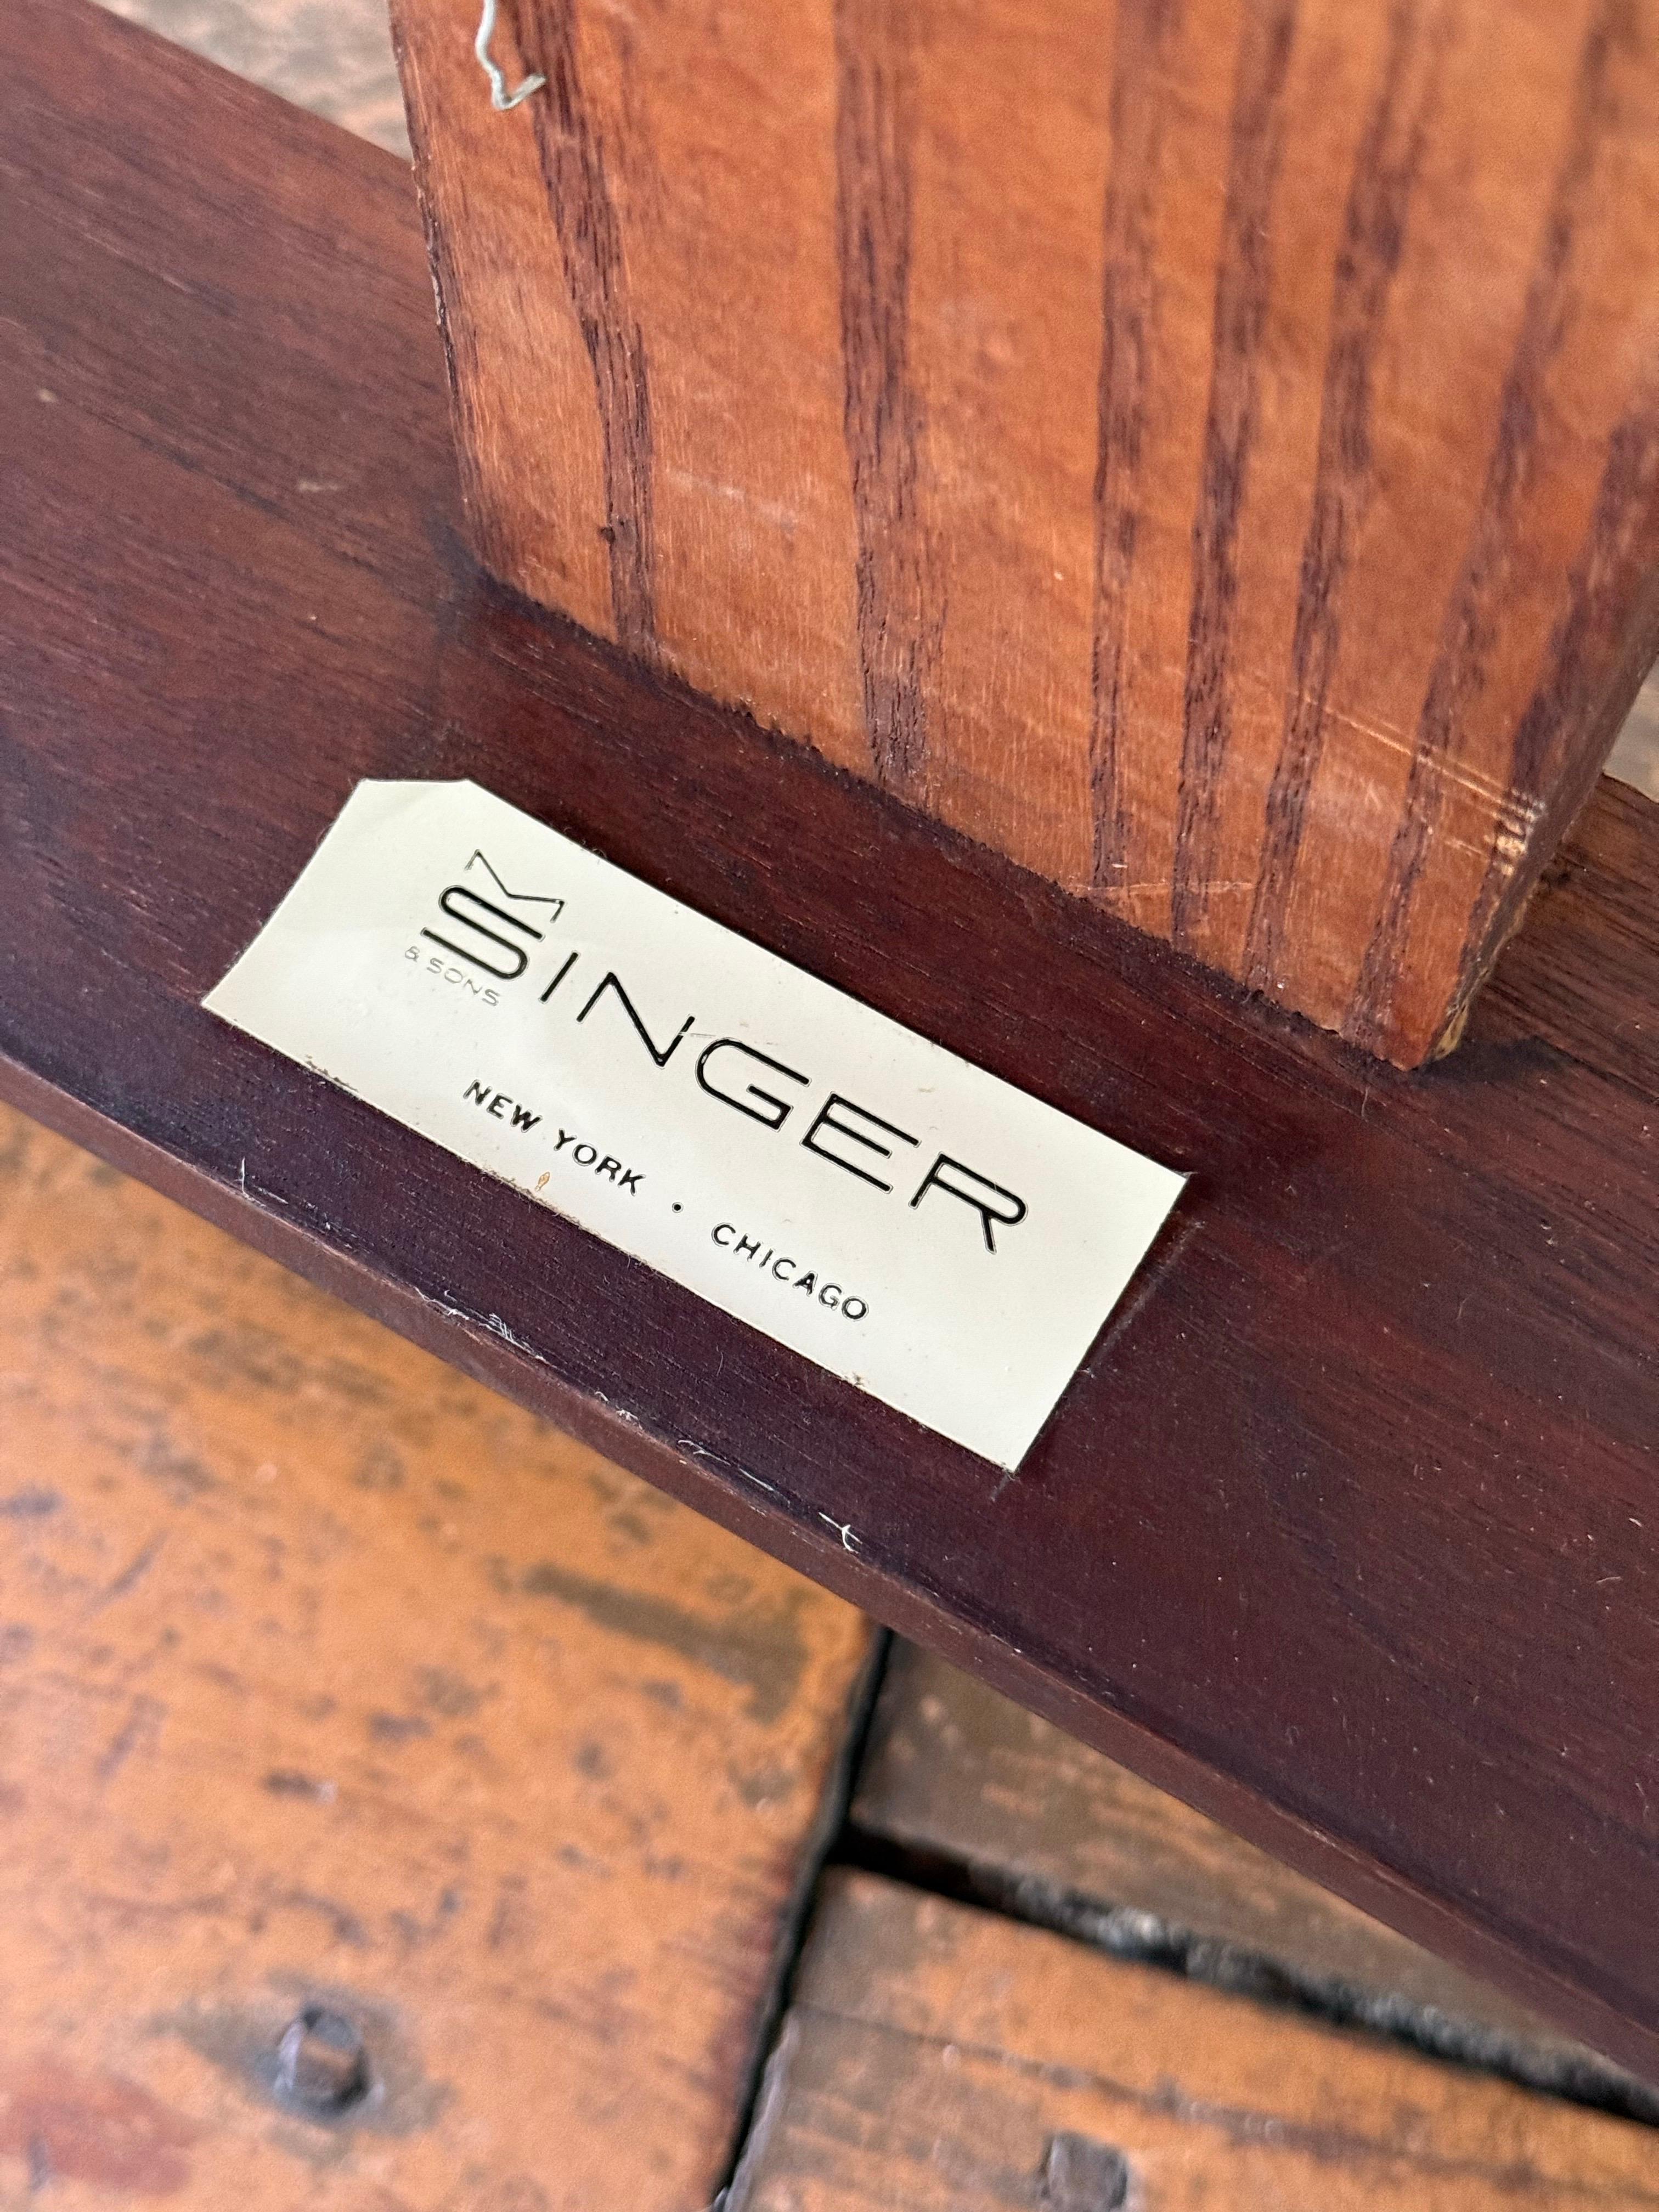 M SINGER
& SONS
NEW YORK • CHICAGO